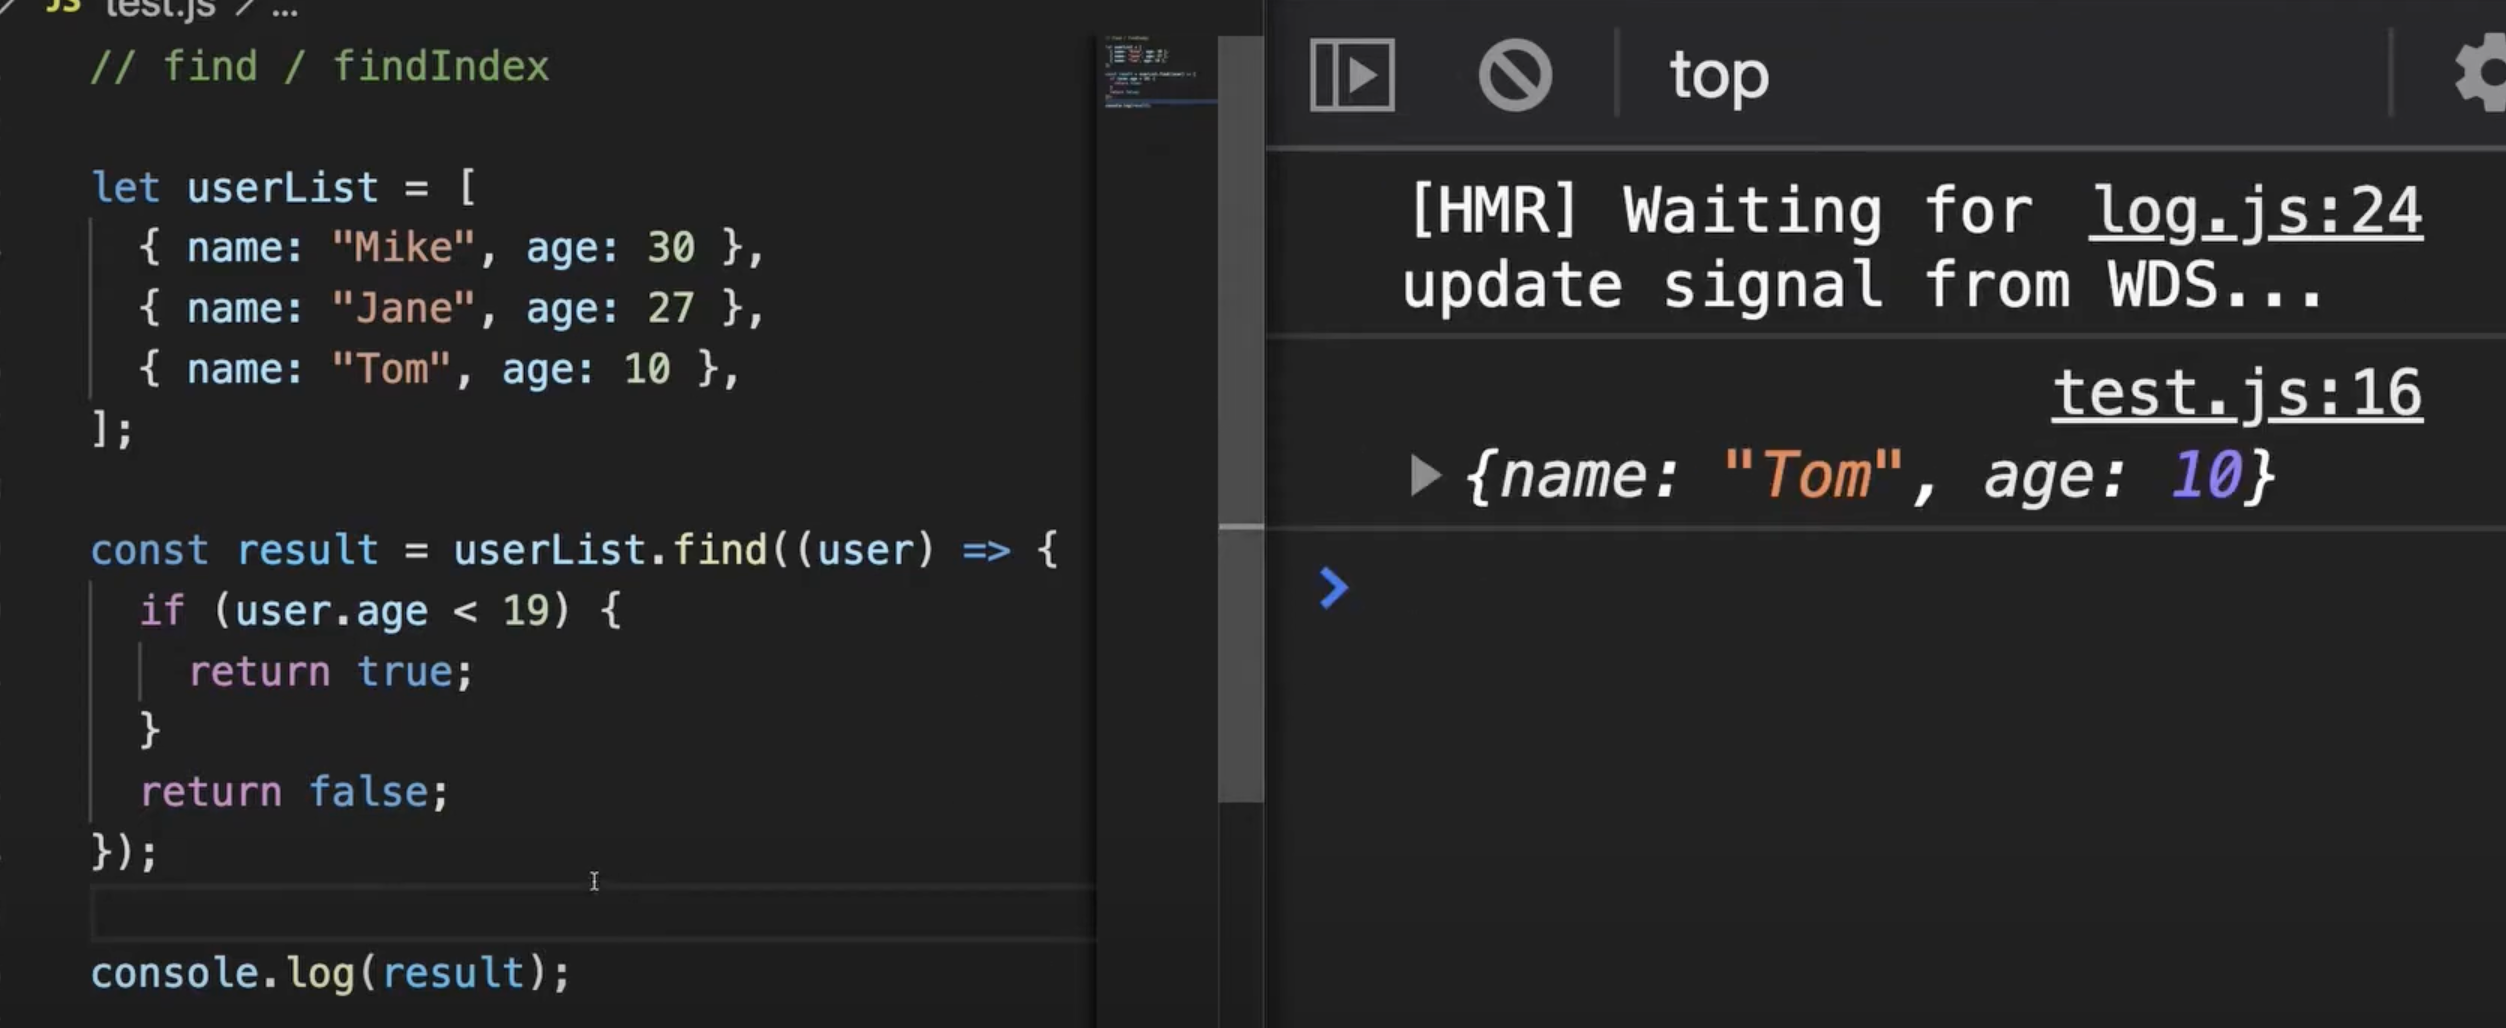 JS test.js > ...
// find / findIndex
let userList = [
{ name: "Mike", age: 30 },
{ name: "Jane", age: 27 },
{ name: "Tom", age: 10 },
];
const result = userList.find((user) => {
if (user.age < 19) {
return true;
}
return false;
});
console.log(result);
top
[HMR] Waiting for log.js:24
update signal from WDS...
test.js:16
{name: "Tom", age: 10}